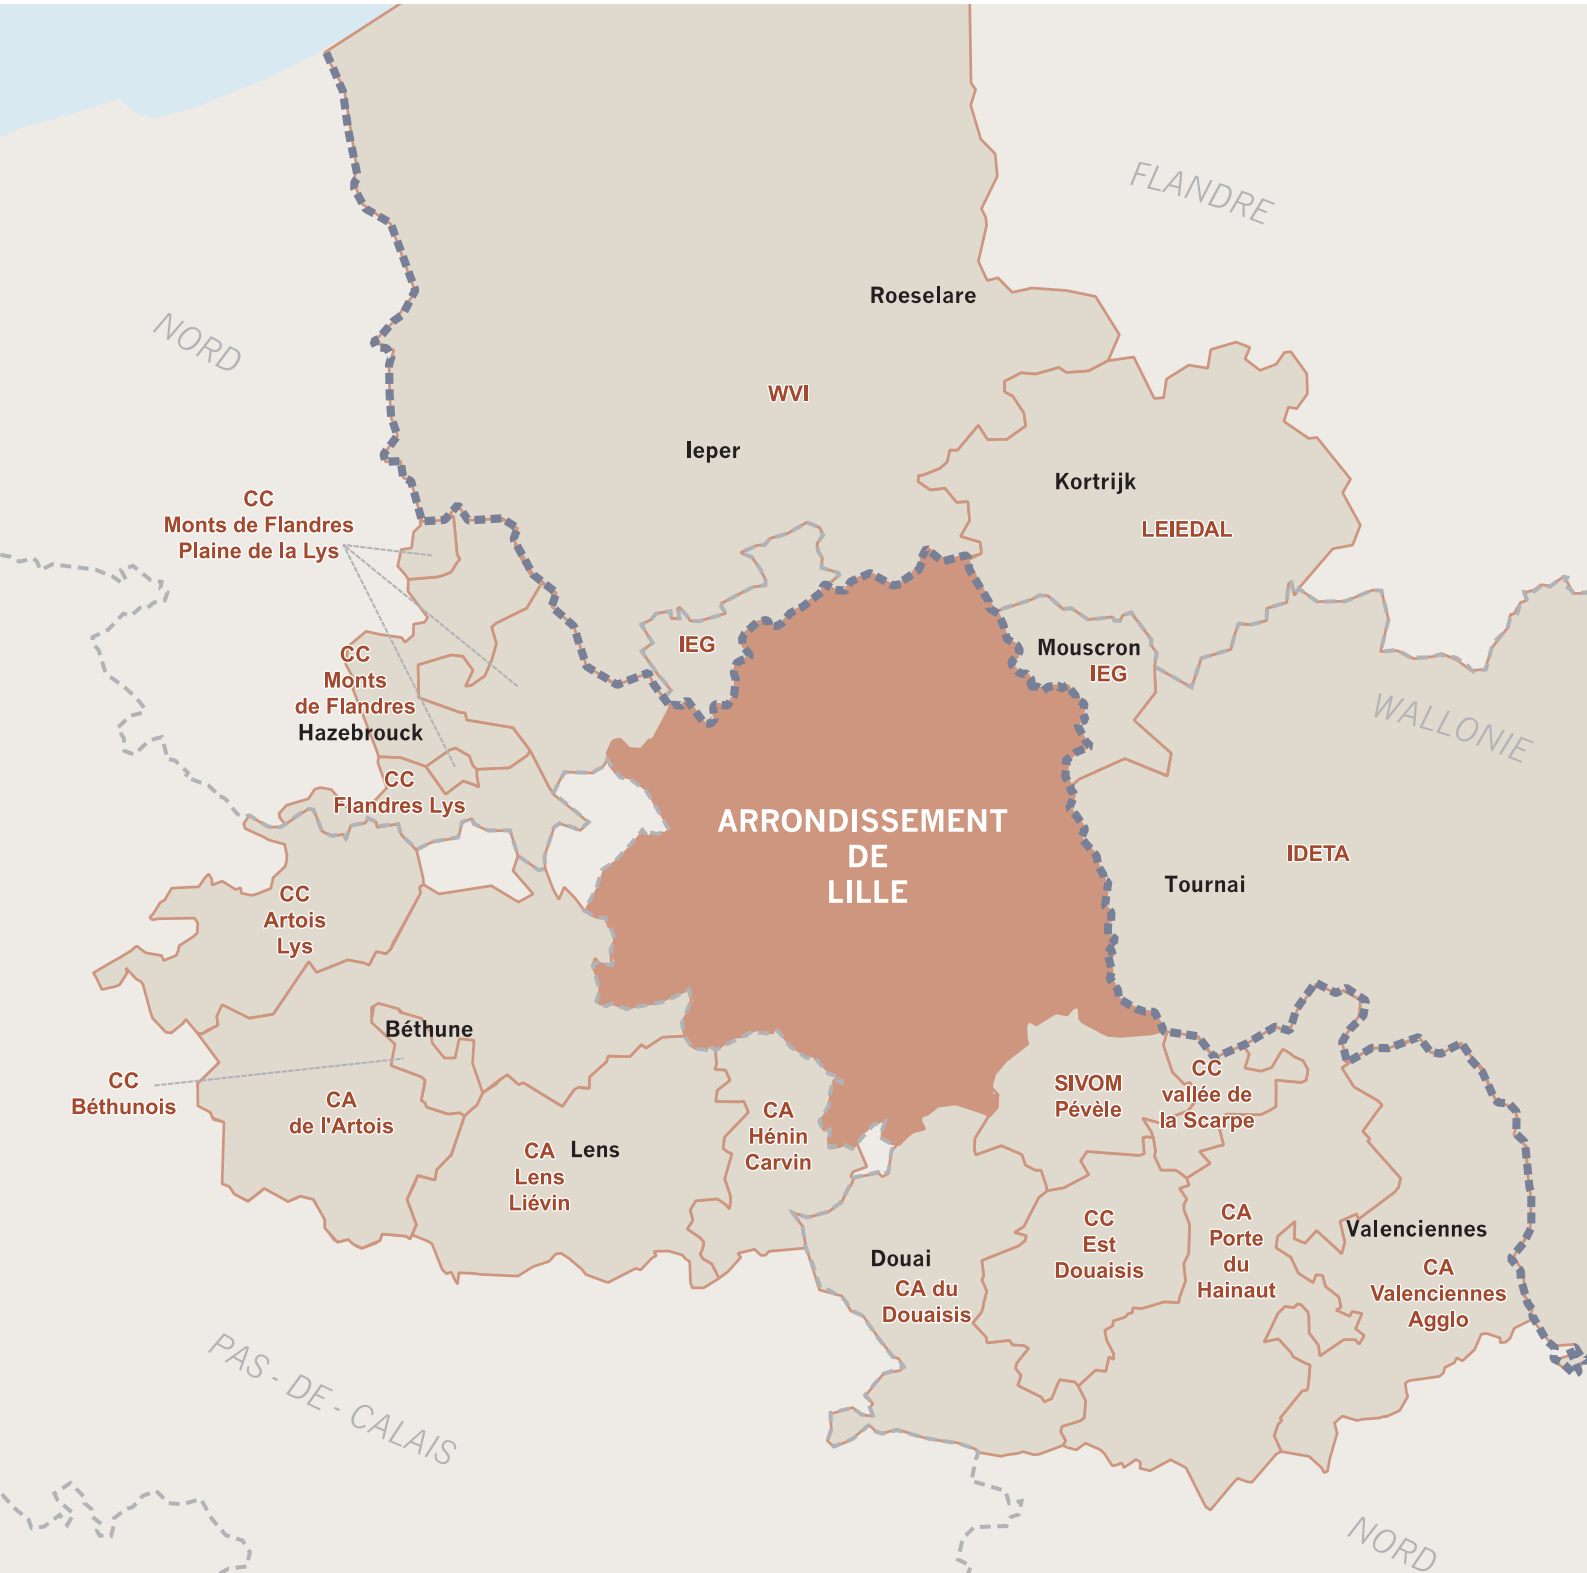 FLANDRE
Roeselare
NORD
WVI
Ieper
Kortrijk
LEIEDAL
CC
Monts de Flandres
Plaine de la Lys
IEG
Mouscron
IEG
CC
Monts
de Flandres
Hazebrouck
WALLONIE
CC
Flandres Lys
ARRONDISSEMENT
DE
LILLE
IDETA
Tournai
CC
Artois
Lys
Béthune
CC
Béthunois
CA
de l'Artois
CA
Lens
Liévin
Lens
CA
Hénin
Carvin
SIVOM
Pévèle
CC
vallée de
la Scarpe
Douai
CA du
Douaisis
CC
Est
Douaisis
CA
Porte
du
Hainaut
Valenciennes
CA
Valenciennes
Agglo
PAS - DE - CALAIS
NORD